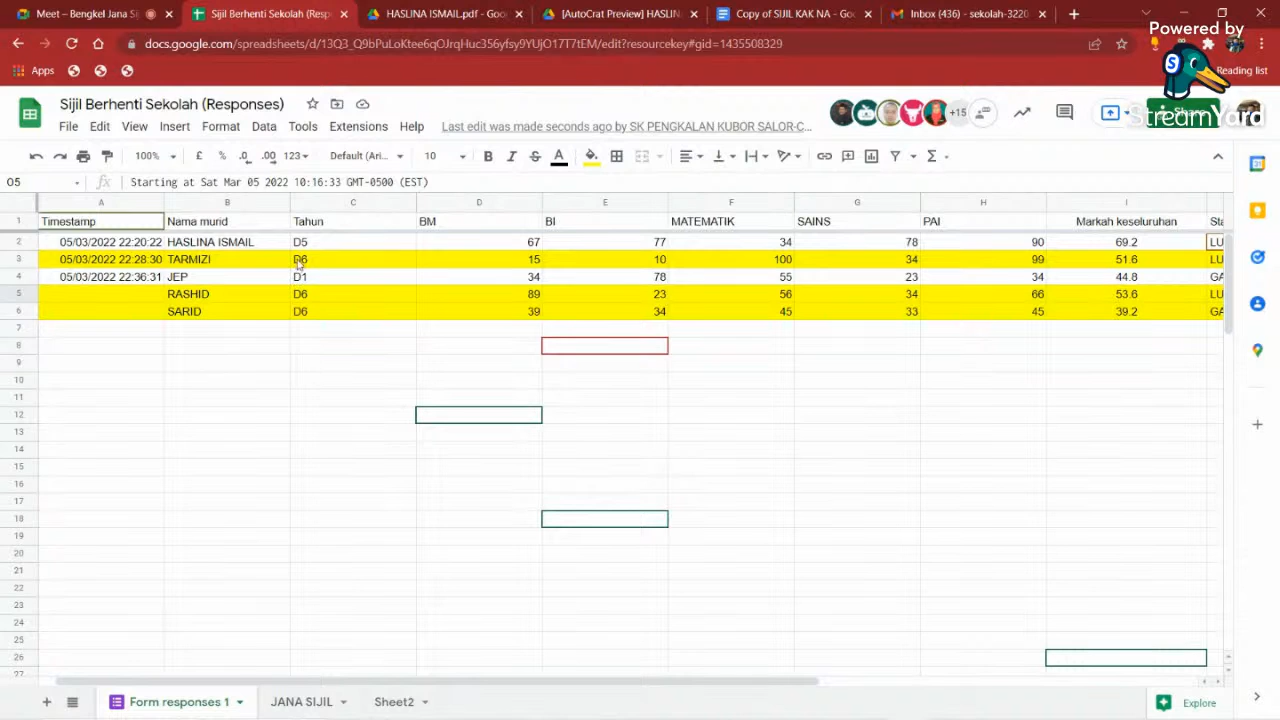 Meet – Bengkel Jana Si
Sijil Berhenti Sekolah (Respo
HASLINA ISMAIL.pdf - Goo
[AutoCrat Preview] HASLIN
Copy of SIJIL KAK NA - Go
Inbox (436) - sekolah-3220
Powered by
docs.google.com/spreadsheets/d/13Q3_Q9bPuLoKtee6qOJrqHuc356yfsy9YUjO17T7tEM/edit?resourcekey#gid=1435508329
Apps
Reading list
Sijil Berhenti Sekolah (Responses)
+15
StreamYard
File Edit View Insert Format Data Tools Extensions Help Last edit was made seconds ago by SK PENGKALAN KUBOR SALOR-C...
100% £ % .0 .00 123 Default (Ari... 10 B I S A
O5 fx Starting at Sat Mar 05 2022 10:16:33 GMT-0500 (EST)
A B C D E F G H I
1 Timestamp Nama murid Tahun BM BI MATEMATIK SAINS PAI Markah keseluruhan Sta
2 05/03/2022 22:20:22 HASLINA ISMAIL D5 67 77 34 78 90 69.2 LU
3 05/03/2022 22:28:30 TARMIZI D6 15 10 100 34 99 51.6 LU
4 05/03/2022 22:36:31 JEP D1 34 78 55 23 34 44.8 GA
5 RASHID D6 89 23 56 34 66 53.6 LU
6 SARID D6 39 34 45 33 45 39.2 GA
7
8
9
10
11
12
13
14
15
16
17
18
19
20
21
22
23
24
25
26
27
Form responses 1 JANA SIJIL Sheet2 Explore